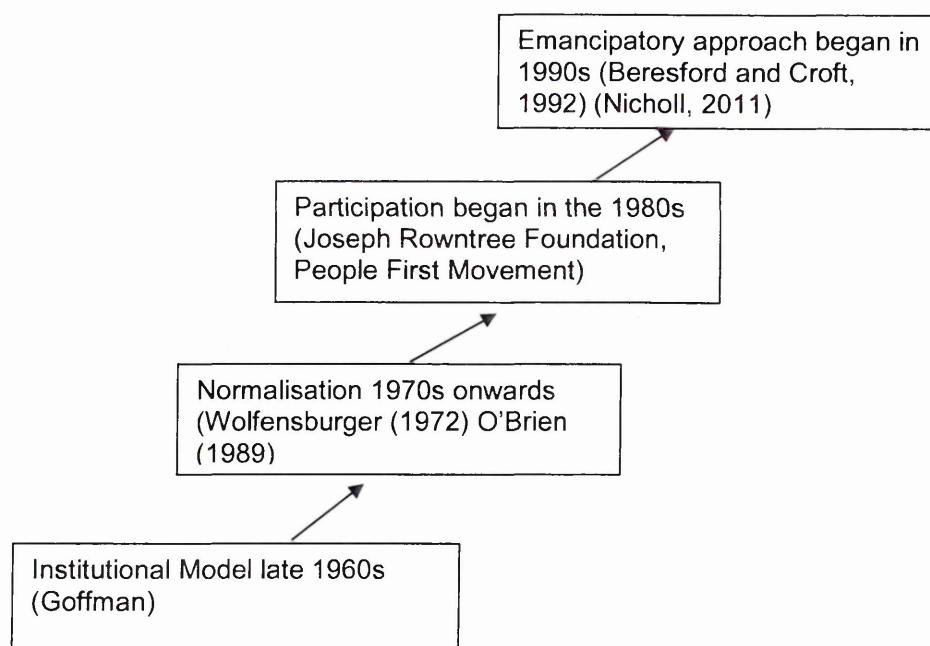 Emancipatory approach began in
1990s (Beresford and Croft,
1992) (Nicholl, 2011)
Participation began in the 1980s
(Joseph Rowntree Foundation,
People First Movement)
Normalisation 1970s onwards
(Wolfensburger (1972) O'Brien
(1989)
Institutional Model late 1960s
(Goffman)